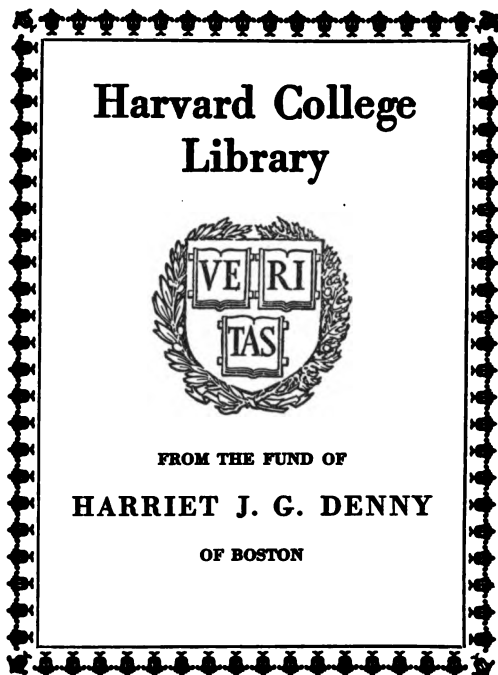 Harvard College
Library
VE RI
TAS
FROM THE FUND OF
HARRIET J. G. DENNY
OF BOSTON